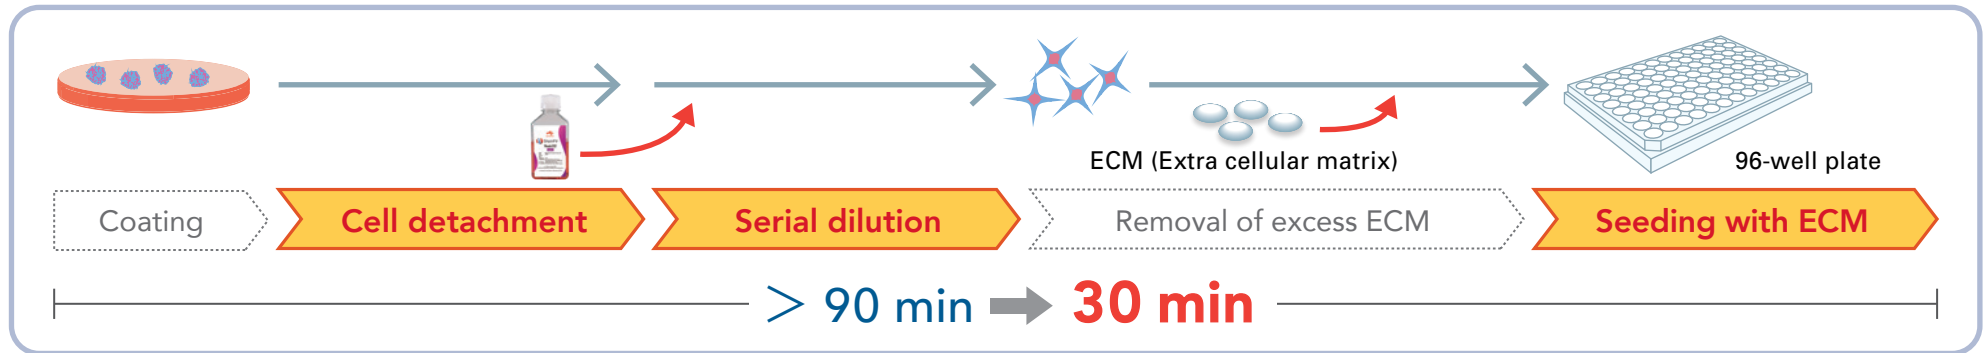 ECM (Extra cellular matrix)
96-well plate
Coating
Cell detachment
Serial dilution
Removal of excess ECM
Seeding with ECM
> 90 min
30 min